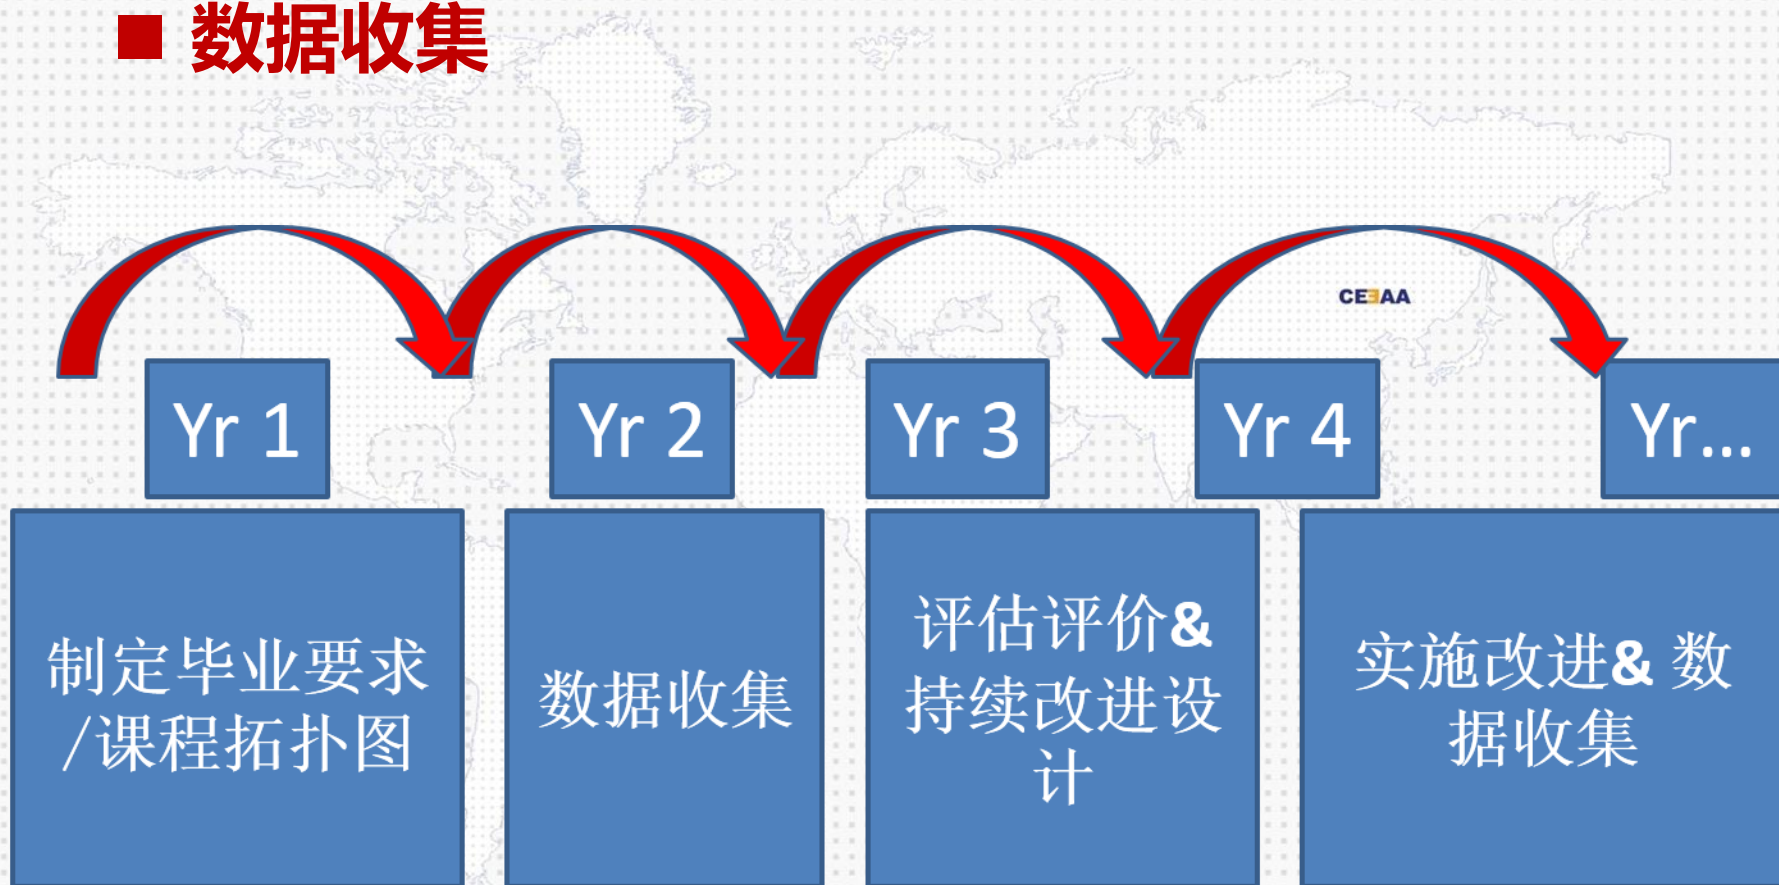 ■ 数据收集
CEEAA
Yr 1
Yr 2
Yr 3
Yr 4
Yr...
制定毕业要求
/课程拓扑图
数据收集
评估评价&
持续改进设
计
实施改进& 数
据收集